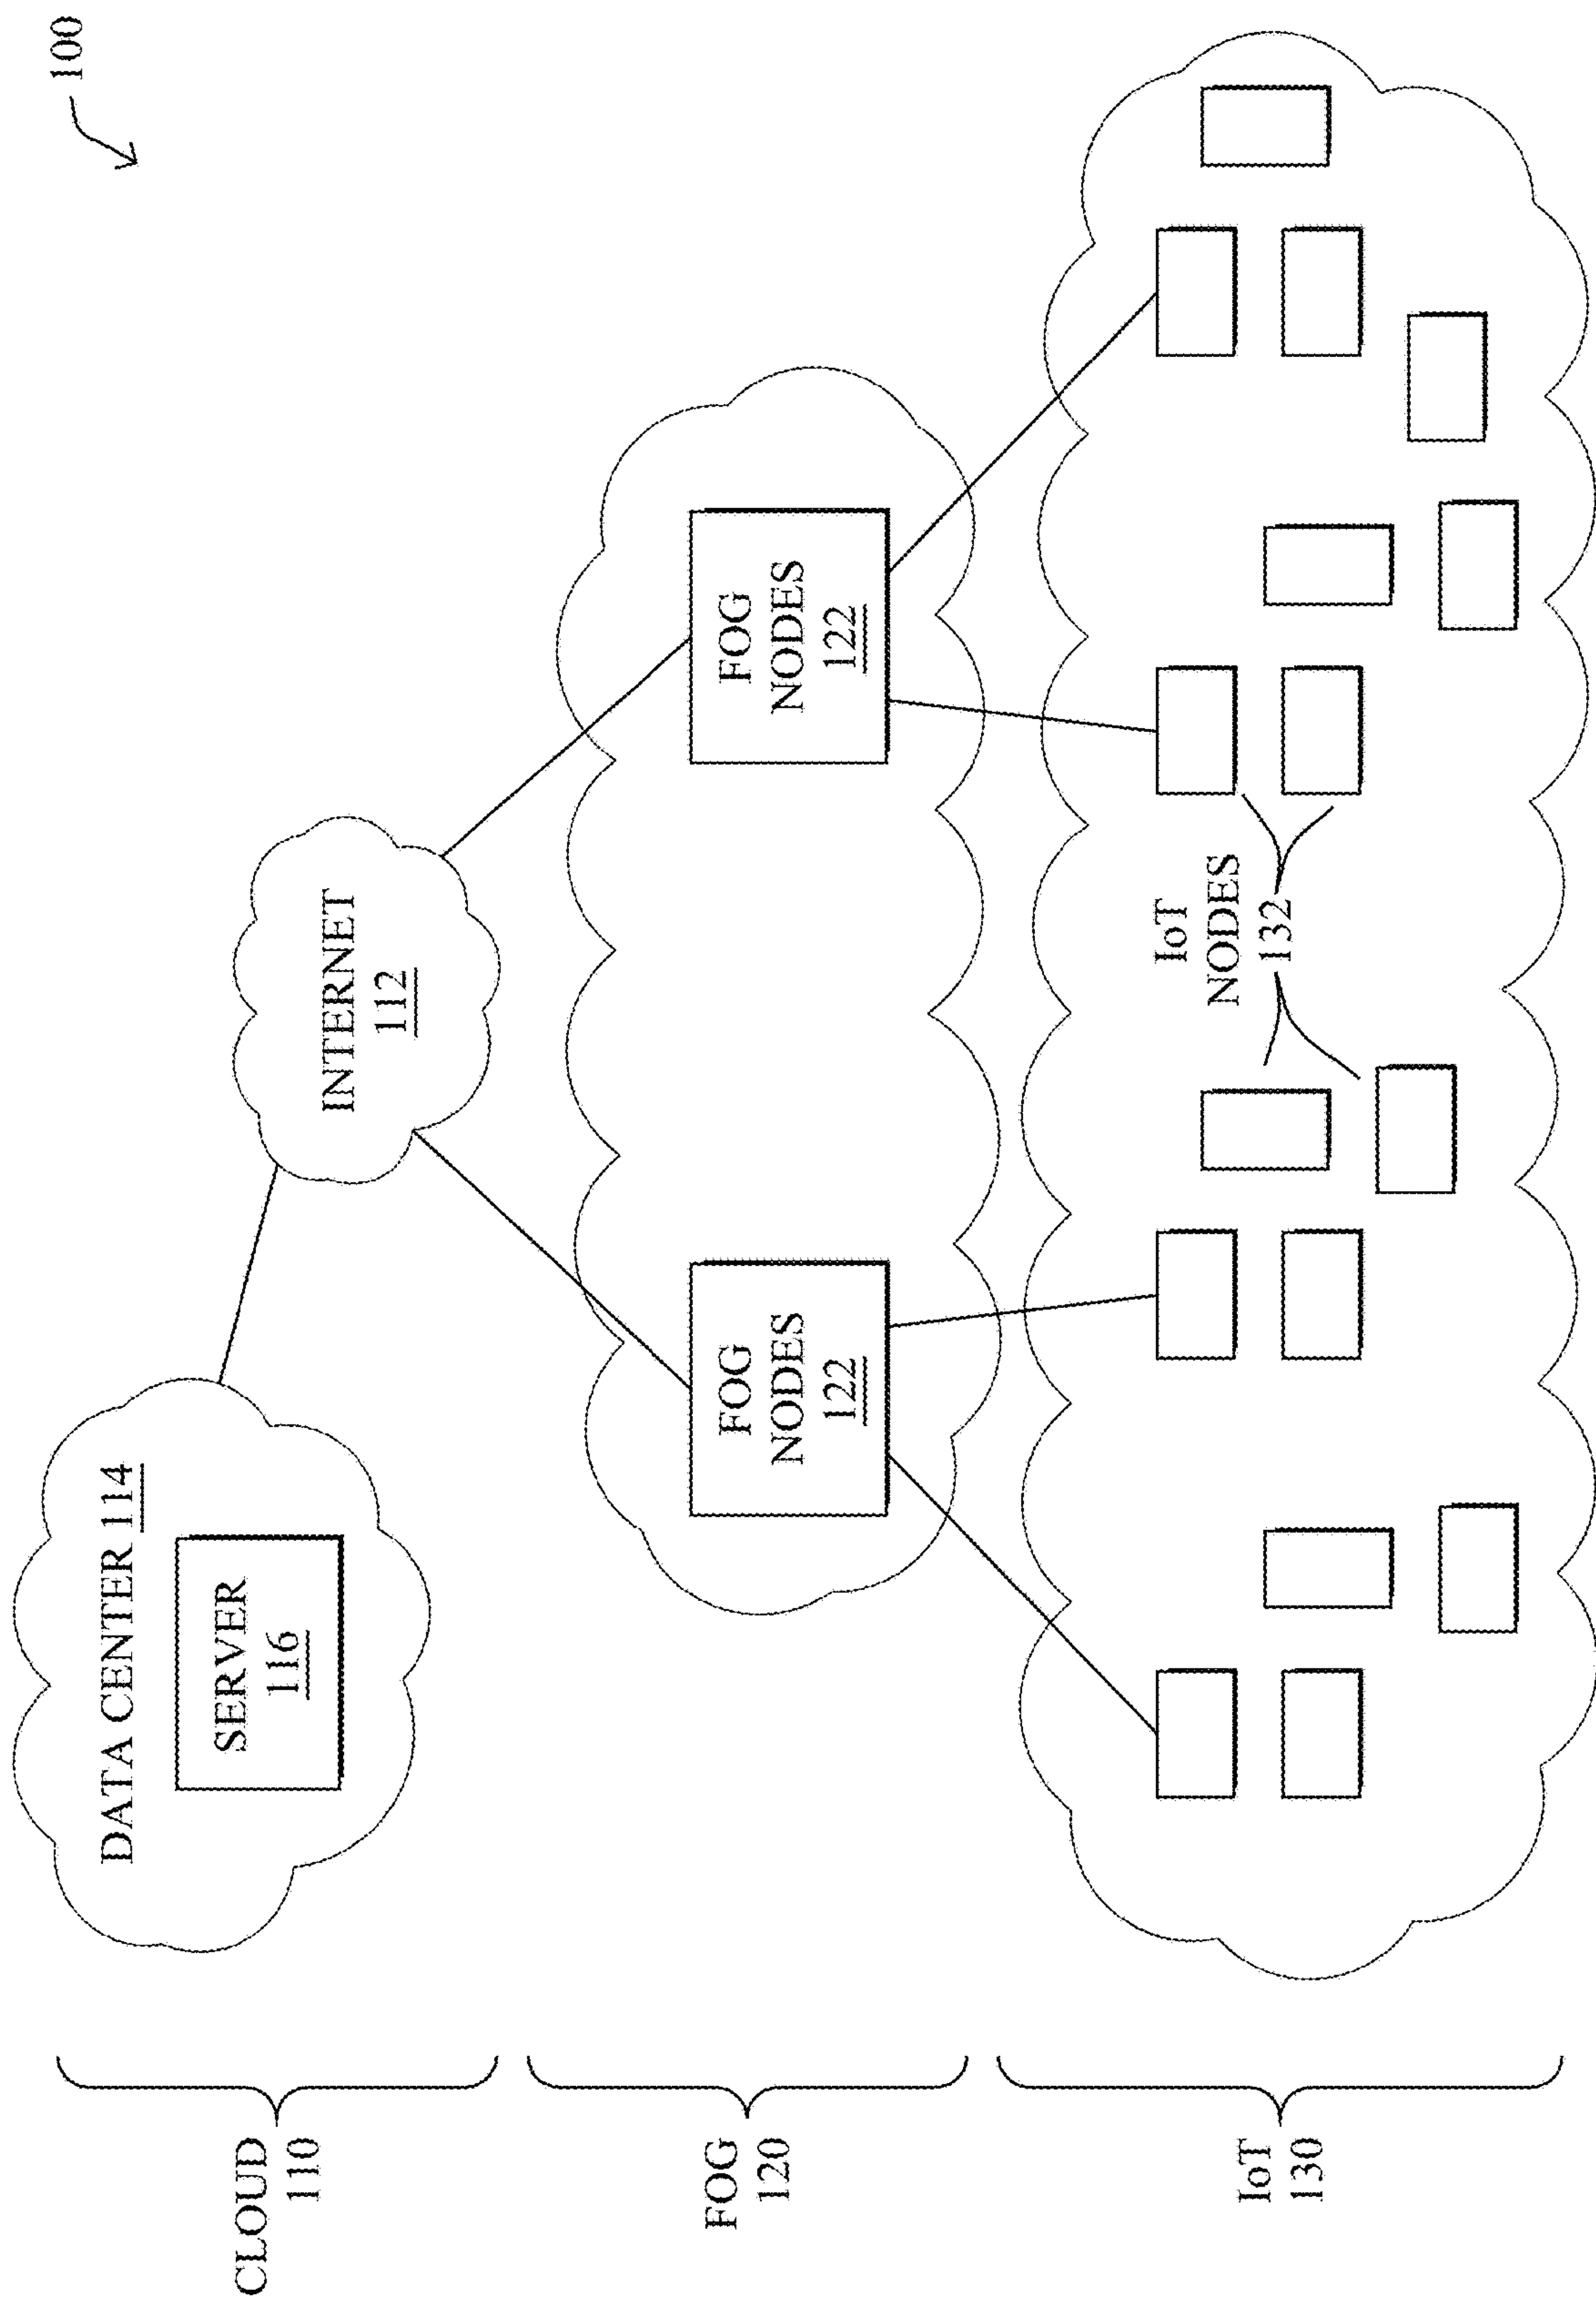 100
CLOUD
110
DATA CENTER 114
SERVER
116
INTERNET
112
FOG
120
FOG
NODES
122
FOG
NODES
122
IoT
130
IoT
NODES
132